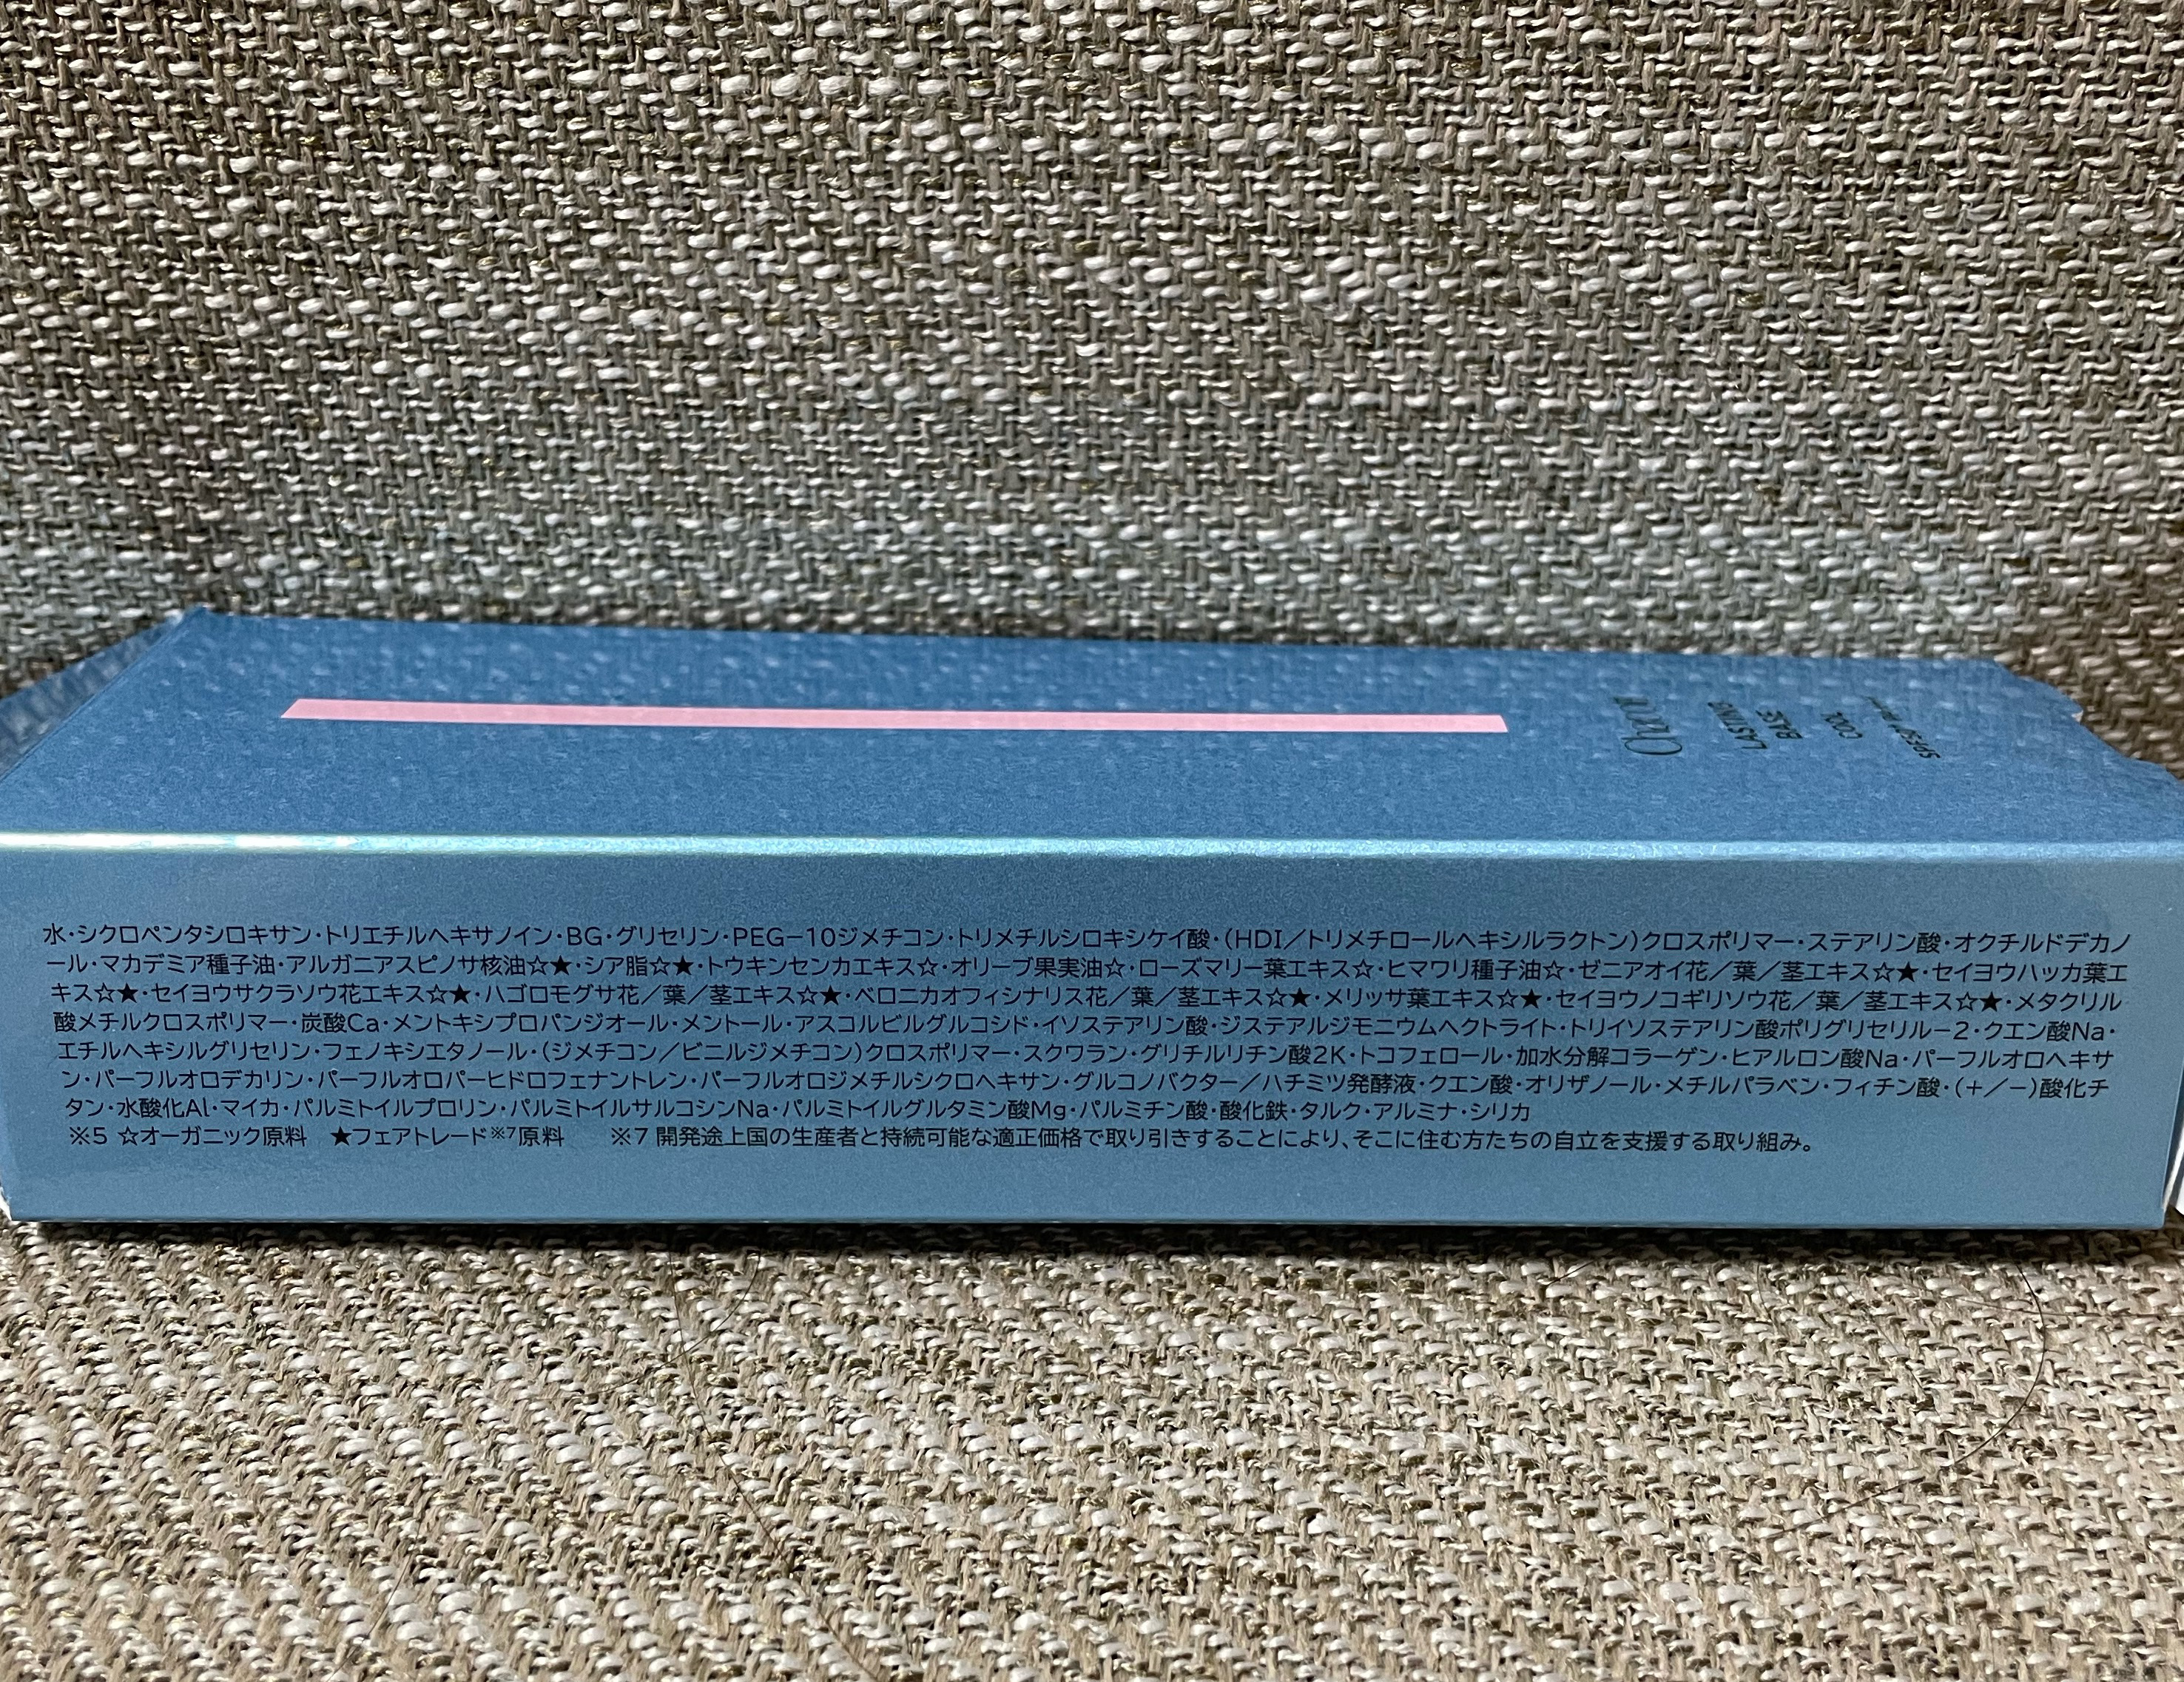 LASTING
BASE
COOL
水・シクロペンタシロキサン・トリエチルヘキサノイン・BG・グリセリン・PEG−10ジメチコン・トリメチルシロキシケイ酸・(HDI／トリメチロールヘキシルラクトン)クロスポリマー・ステアリン酸・オクチルドデカノ
ール・マカデミア種子油・アルガニアスピノサ核油☆★・シア脂☆★・トウキンセンカエキス☆・オリーブ果実油☆・ローズマリー葉エキス☆・ヒマワリ種子油☆・ゼニアオイ花／葉／茎エキス☆★・セイヨウハッカ葉エ
キス☆★・セイヨウサクラソウ花エキス☆★・ハゴロモグサ花／葉／茎エキス☆★・ベロニカオフィシナリス花／葉／茎エキス☆★・メリッサ葉エキス☆★・セイヨウノコギリソウ花／葉／茎エキス☆★・メタクリル
酸メチルクロスポリマー・炭酸Ca・メントキシプロパンジオール・メントール・アスコルビルグルコシド・イソステアリン酸・ジステアルジモニウムヘクトライト・トリイソステアリン酸ポリグリセリル−2・クエン酸Na・
エチルヘキシルグリセリン・フェノキシエタノール・(ジメチコン／ビニルジメチコン)クロスポリマー・スクワラン・グリチルリチン酸2K・トコフェロール・加水分解コラーゲン・ヒアルロン酸Na・パーフルオロヘキサ
ン・パーフルオロデカリン・パーフルオロパーヒドロフェナントレン・パーフルオロジメチルシクロヘキサン・グルコノバクター／ハチミツ発酵液・クエン酸・オリザノール・メチルパラベン・フィチン酸・(+／−)酸化チ
タン・水酸化Al・マイカ・パルミトイルプロリン・パルミトイルサルコシンNa・パルミトイルグルタミン酸Mg・パルミチン酸・酸化鉄・タルク・アルミナ・シリカ
※5 ☆オーガニック原料　★フェアトレード※7原料　※7 開発途上国の生産者と持続可能な適正価格で取り引きすることにより、そこに住む方たちの自立を支援する取り組み。